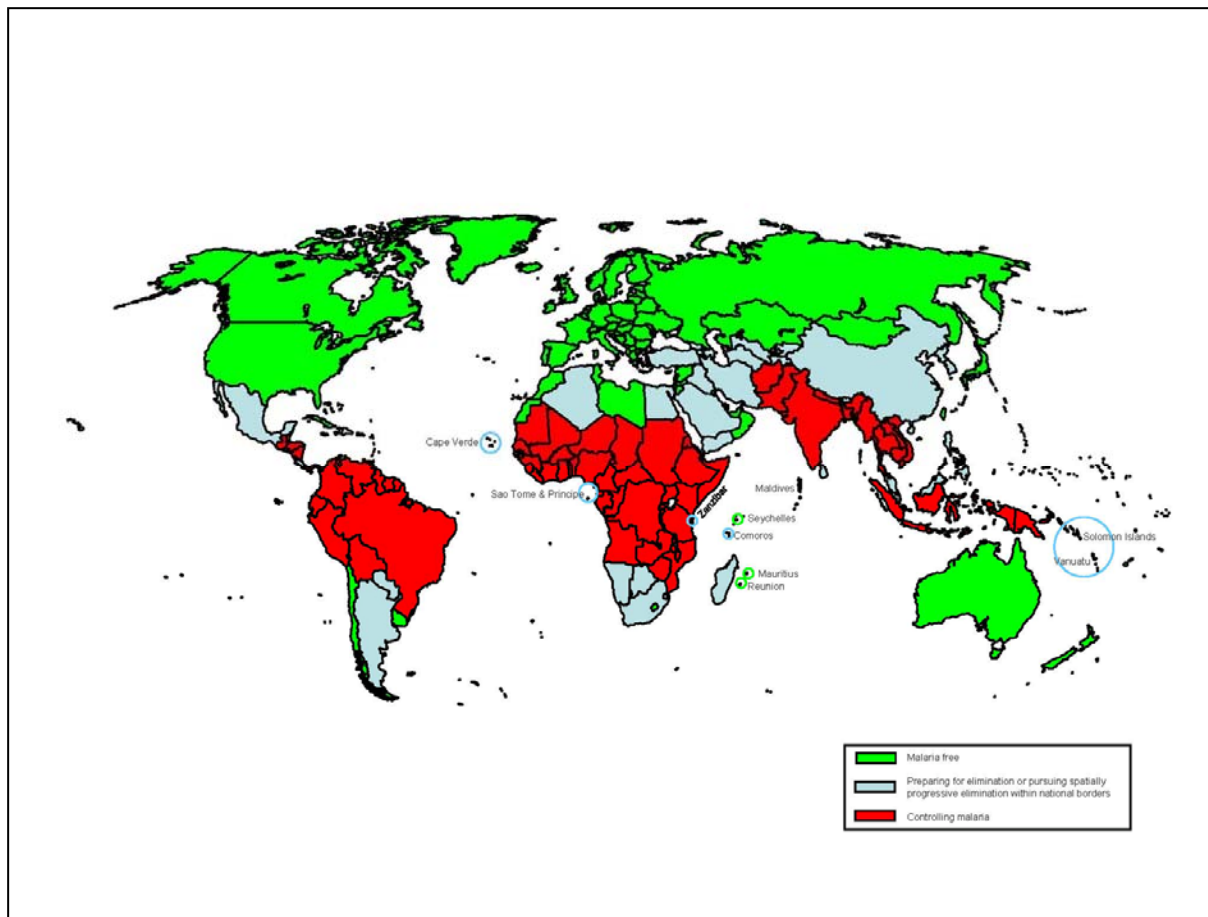 Cape Verde
Sao Tome & Principe
Zanzibar
Maldives
Seychelles
Comoros
Mauritius
Reunion
Solomon Islands
Vanuatu
Malaria free
Preparing for elimination or pursuing spatially
progressive elimination within national borders
Controlling malaria